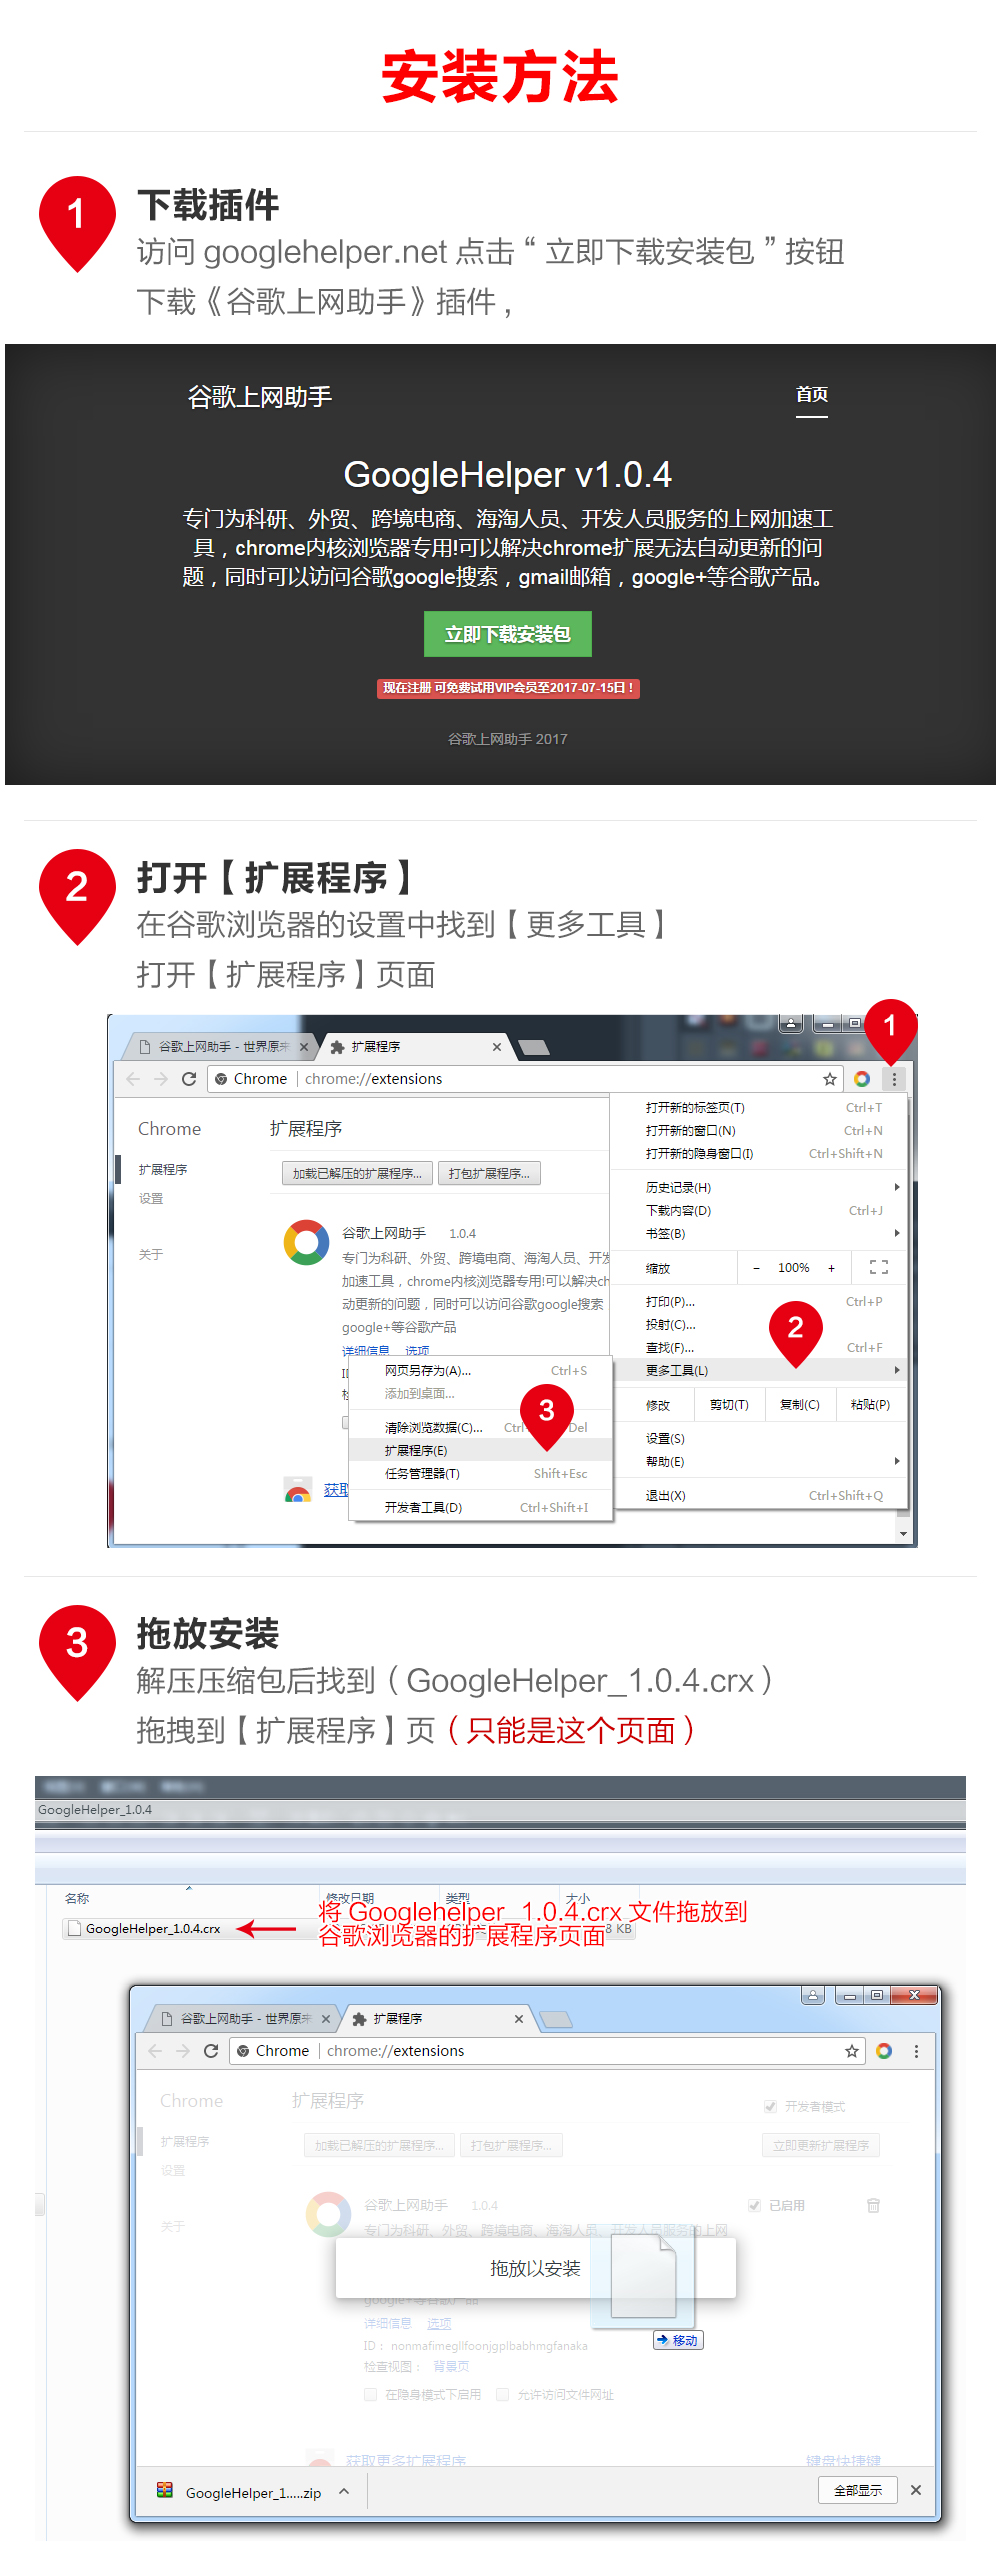 安装方法
1
下载插件
访问 googlehelper.net 点击“立即下载安装包”按钮
下载《谷歌上网助手》插件，
谷歌上网助手
首页
GoogleHelper v1.0.4
专门为科研、外贸、跨境电商、海淘人员、开发人员服务的上网加速工
具，chrome内核浏览器专用!可以解决chrome扩展无法自动更新的问
题，同时可以访问谷歌google搜索，gmail邮箱，google+等谷歌产品。
立即下载安装包
现在注册 可免费试用VIP会员至2017-07-15日！
谷歌上网助手 2017
2
打开【扩展程序】
在谷歌浏览器的设置中找到【更多工具】
打开【扩展程序】页面
1
谷歌上网助手 - 世界原来
扩展程序
Chrome
chrome://extensions
打开新的标签页(T) Ctrl+T
打开新的窗口(N) Ctrl+N
打开新的隐身窗口(I) Ctrl+Shift+N
历史记录(H)
下载内容(D) Ctrl+J
书签(B)
缩放 − 100% +
打印(P)... Ctrl+P
投射(C)...
查找(F)... Ctrl+F
更多工具(L)
2
修改 剪切(T) 复制(C) 粘贴(P)
设置(S)
帮助(E)
退出(X) Ctrl+Shift+Q
Chrome
扩展程序
设置
关于
扩展程序
加载已解压的扩展程序... 打包扩展程序...
谷歌上网助手 1.0.4
专门为科研、外贸、跨境电商、海淘人员、开发
加速工具，chrome内核浏览器专用!可以解决ch
动更新的问题，同时可以访问谷歌google搜索
google+等谷歌产品
详细信息 选项
网页另存为(A)... Ctrl+S
添加到桌面...
3
清除浏览数据(C)... Ctr Del
扩展程序(E)
任务管理器(T) Shift+Esc
开发者工具(D) Ctrl+Shift+I
获取
3
拖放安装
解压压缩包后找到（GoogleHelper_1.0.4.crx）
拖拽到【扩展程序】页（只能是这个页面）
GoogleHelper_1.0.4
名称 修改日期 类型 大小
GoogleHelper_1.0.4.crx
8 KB
将 Googlehelper_1.0.4.crx 文件拖放到
谷歌浏览器的扩展程序页面
谷歌上网助手 - 世界原来
扩展程序
Chrome
chrome://extensions
Chrome
扩展程序
设置
关于
扩展程序
开发者模式
加载已解压的扩展程序... 打包扩展程序... 立即更新扩展程序
谷歌上网助手 1.0.4
已启用
专门为科研、外贸、跨境电商、海淘人员、开发人员服务的上网
拖放以安装
移动
google+等谷歌产品
详细信息 选项
ID： nonmafimegllfoonjgplbabhmgfanaka
检查视图： 背景页
在隐身模式下启用 允许访问文件网址
获取更多扩展程序 键盘快捷键
GoogleHelper_1.....zip
全部显示